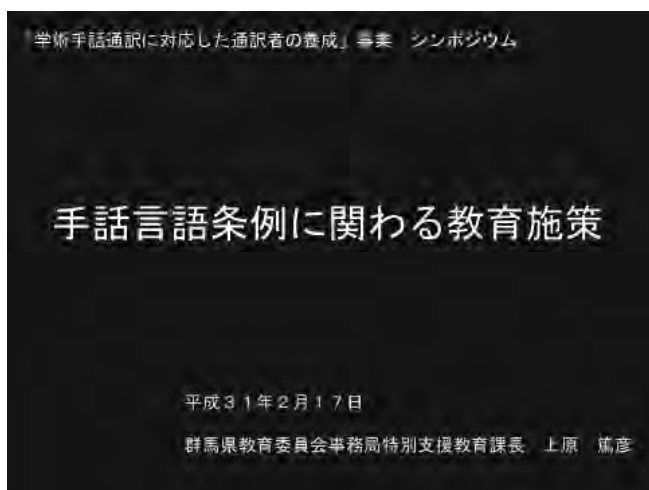 「学術手話通訳に対応した通訳者の養成」事業　シンポジウム
手話言語条例に関わる教育施策
平成３１年２月１７日
群馬県教育委員会事務局特別支援教育課長　上原　篤彦